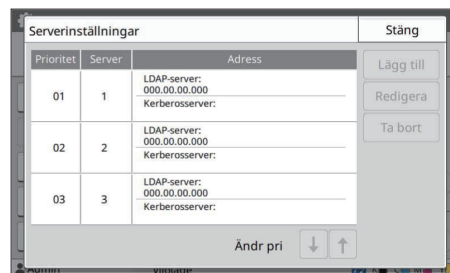 Serverinställningar
Stäng
Prioritet Server Adress
Lägg till
01 1 LDAP-server:
000.00.00.000
Kerberosserver:
Redigera
Ta bort
02 2 LDAP-server:
000.00.00.000
Kerberosserver:
03 3 LDAP-server:
000.00.00.000
Kerberosserver:
Ändr pri
Admin